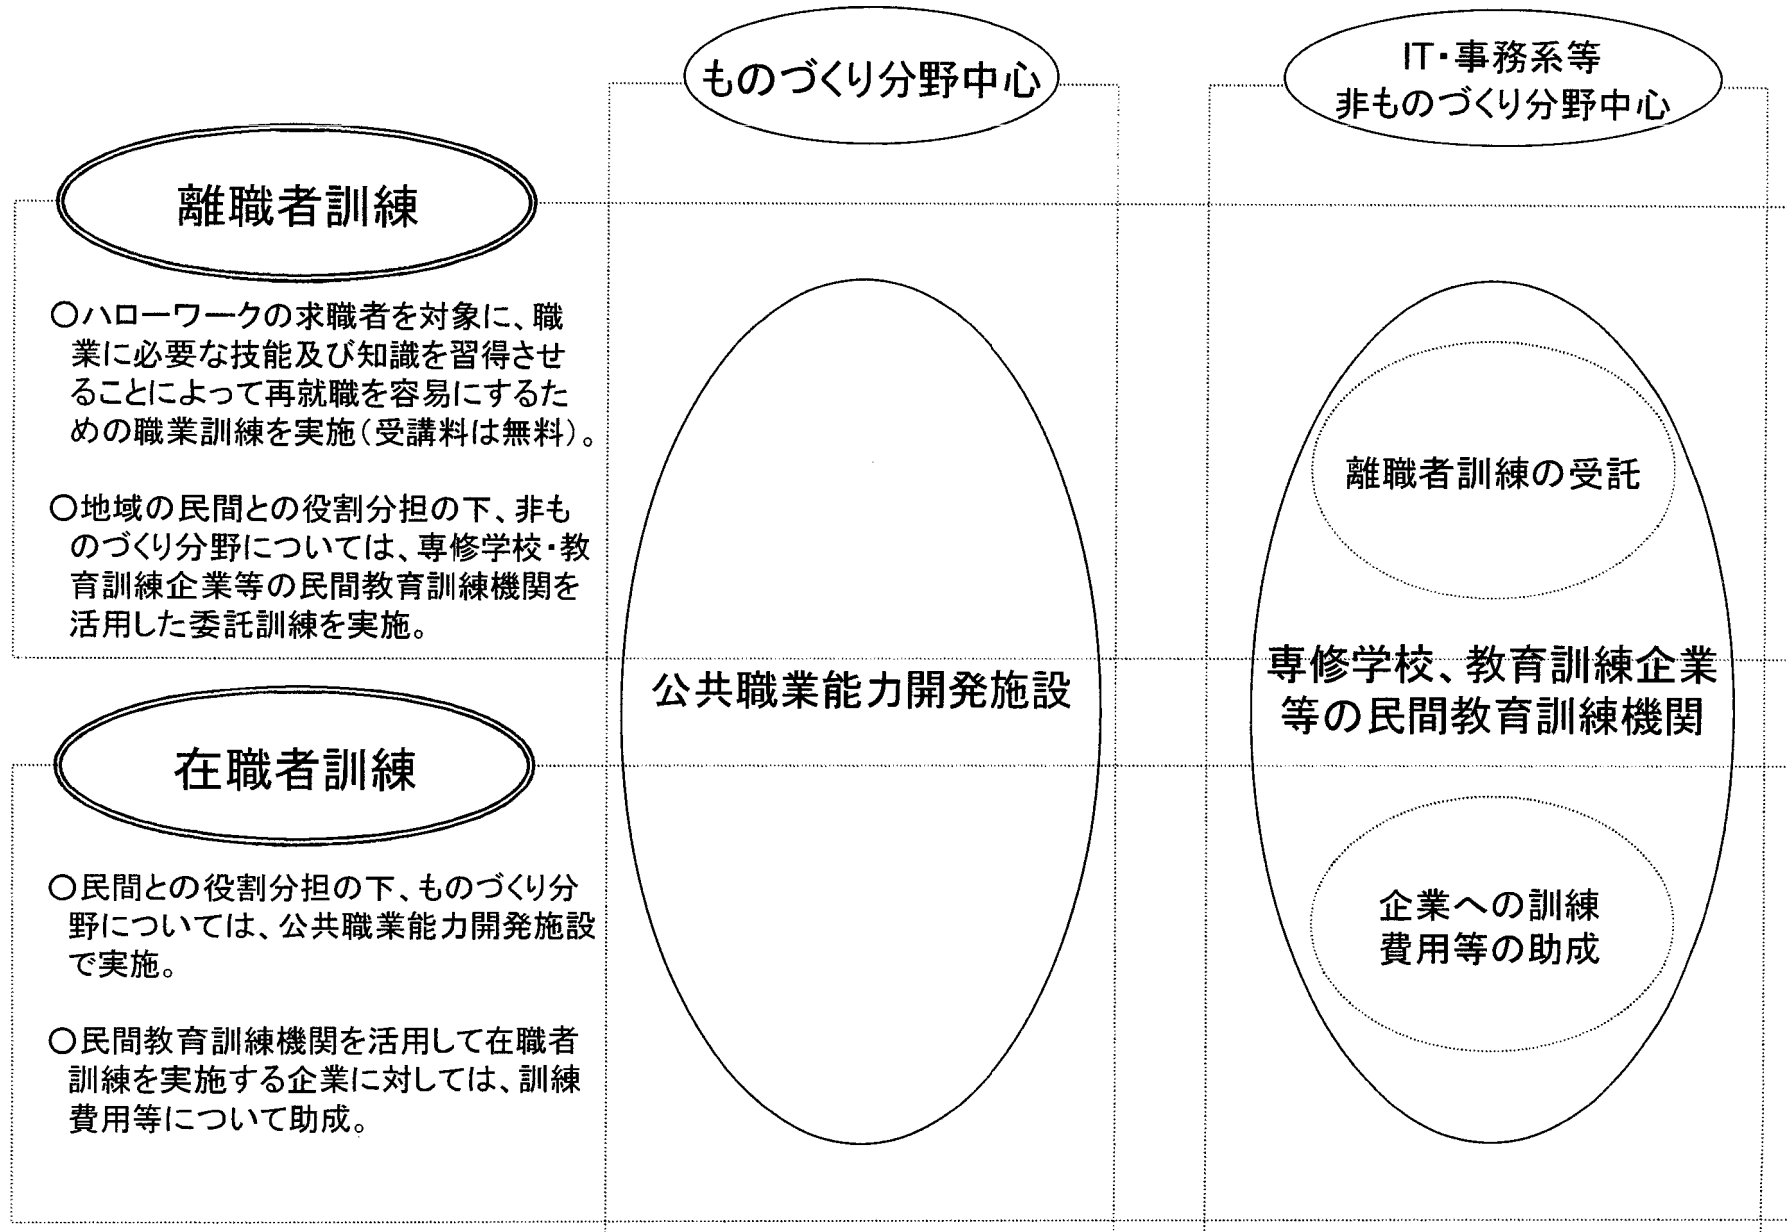 ものづくり分野中心
IT・事務系等
非ものづくり分野中心
離職者訓練
○ハローワークの求職者を対象に、職
業に必要な技能及び知識を習得させ
ることによって再就職を容易にするた
めの職業訓練を実施(受講料は無料)。
○地域の民間との役割分担の下、非も
のづくり分野については、専修学校・教
育訓練企業等の民間教育訓練機関を
活用した委託訓練を実施。
離職者訓練の受託
公共職業能力開発施設
専修学校、教育訓練企業
等の民間教育訓練機関
在職者訓練
○民間との役割分担の下、ものづくり分
野については、公共職業能力開発施設
で実施。
○民間教育訓練機関を活用して在職者
訓練を実施する企業に対しては、訓練
費用等について助成。
企業への訓練
費用等の助成